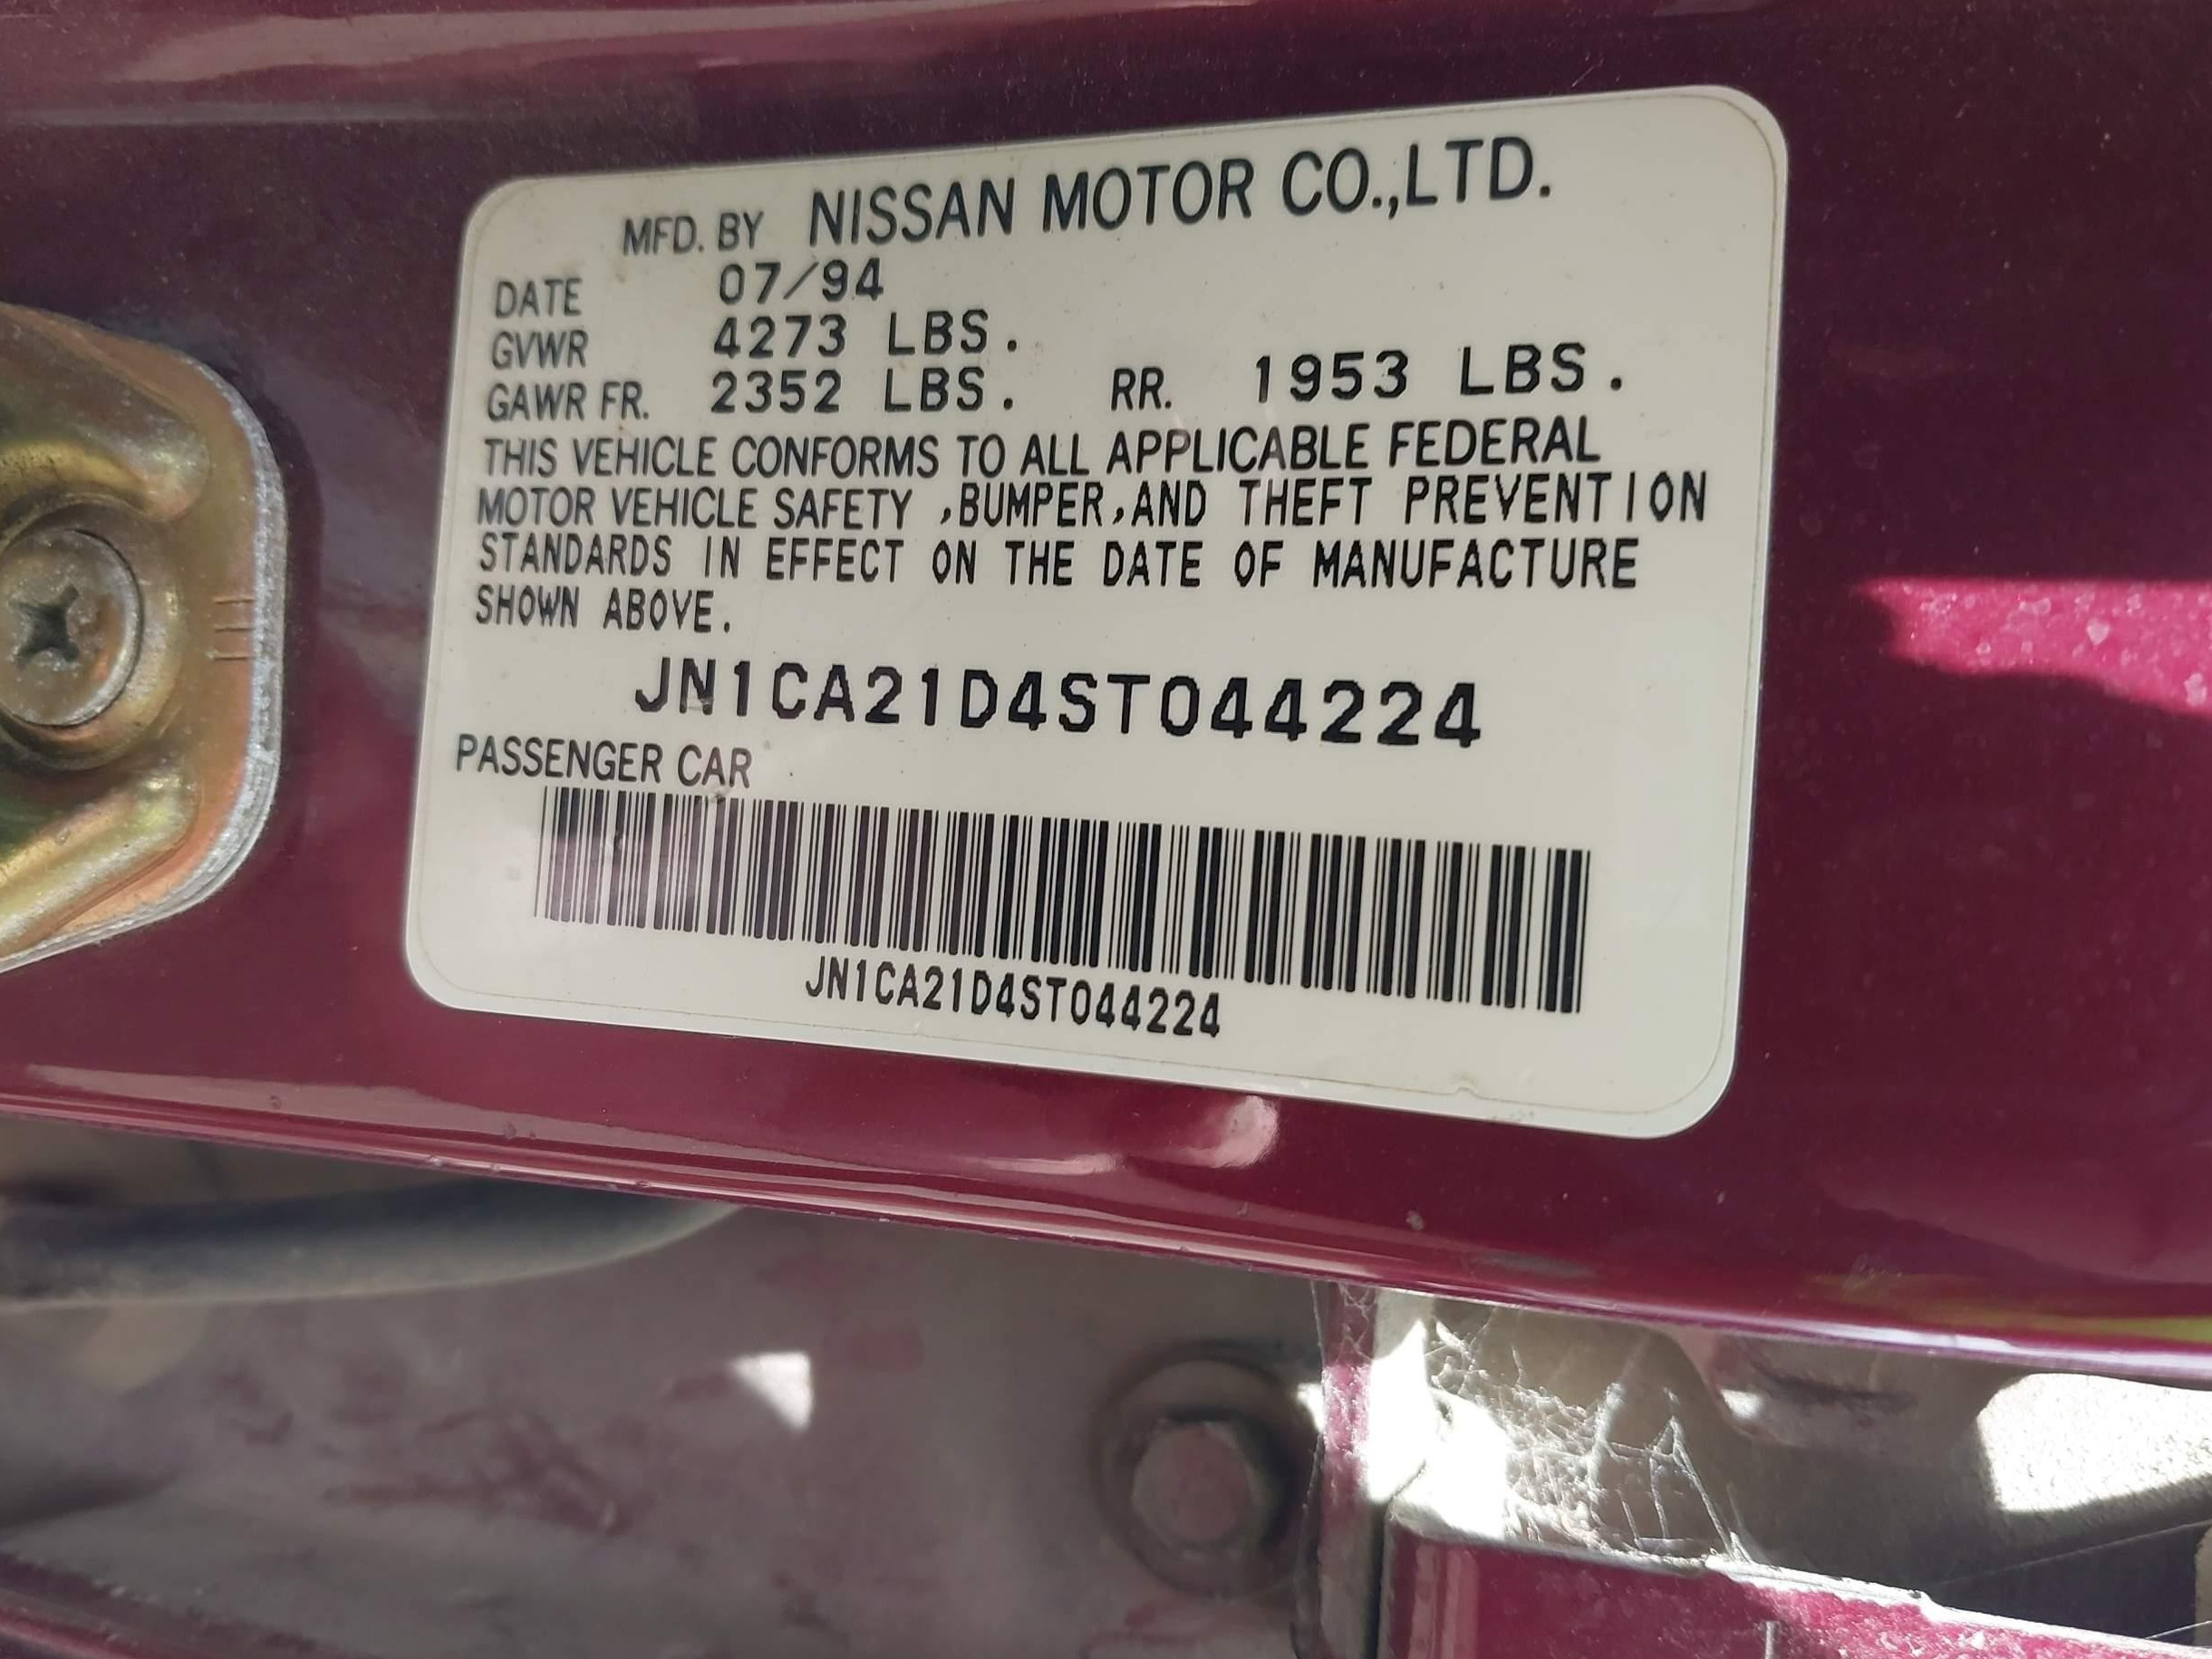 MFD. BY NISSAN MOTOR CO.,LTD.
DATE 07/94
GVWR 4273 LBS.
GAWR FR. 2352 LBS. RR. 1953 LBS.
THIS VEHICLE CONFORMS TO ALL APPLICABLE FEDERAL
MOTOR VEHICLE SAFETY ,BUMPER,AND THEFT PREVENTION
STANDARDS IN EFFECT ON THE DATE OF MANUFACTURE
SHOWN ABOVE.
JN1CA21D4ST044224
PASSENGER CAR
JN1CA21D4ST044224